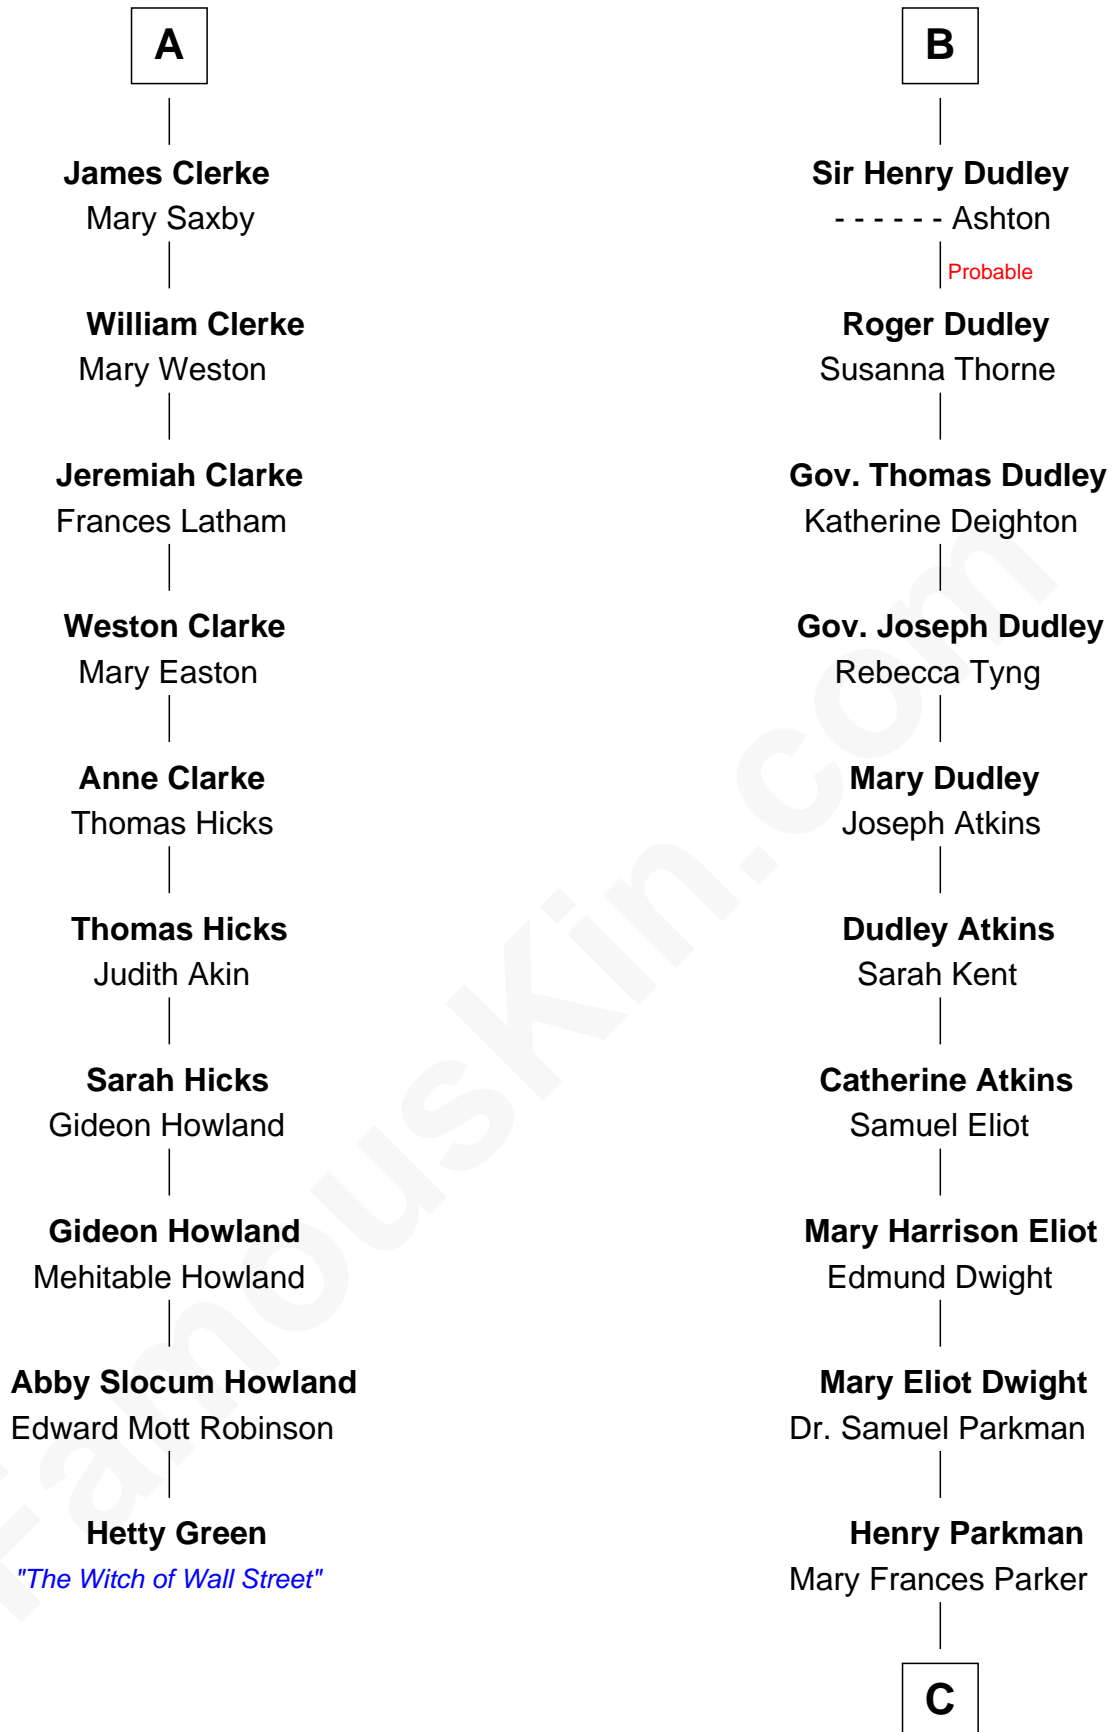 A
James Clerke
Mary Saxby
William Clerke
Mary Weston
Jeremiah Clarke
Frances Latham
Weston Clarke
Mary Easton
Anne Clarke
Thomas Hicks
Thomas Hicks
Judith Akin
Sarah Hicks
Gideon Howland
Gideon Howland
Mehitable Howland
Abby Slocum Howland
Edward Mott Robinson
Hetty Green
"The Witch of Wall Street"
B
Sir Henry Dudley
- - - - - - Ashton
Probable
Roger Dudley
Susanna Thorne
Gov. Thomas Dudley
Katherine Deighton
Gov. Joseph Dudley
Rebecca Tyng
Mary Dudley
Joseph Atkins
Dudley Atkins
Sarah Kent
Catherine Atkins
Samuel Eliot
Mary Harrison Eliot
Edmund Dwight
Mary Eliot Dwight
Dr. Samuel Parkman
Henry Parkman
Mary Frances Parker
C
FamousKin.com